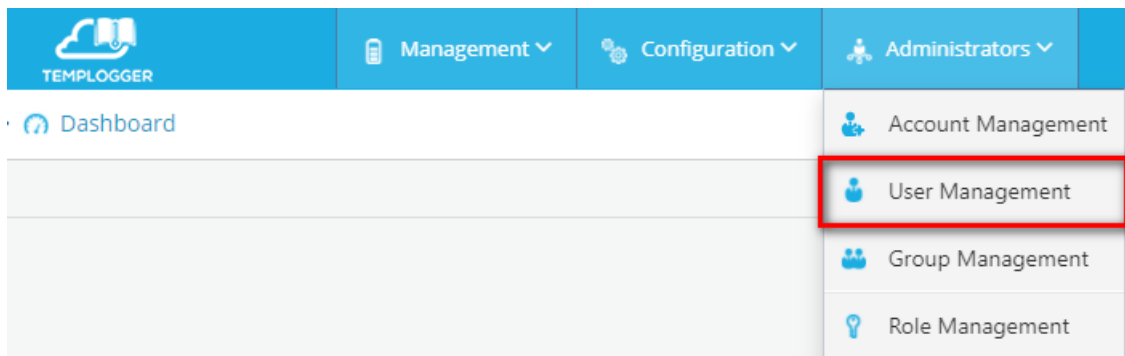 TEMPLOGGER
Management
Configuration
Administrators
Dashboard
Account Management
User Management
Group Management
Role Management